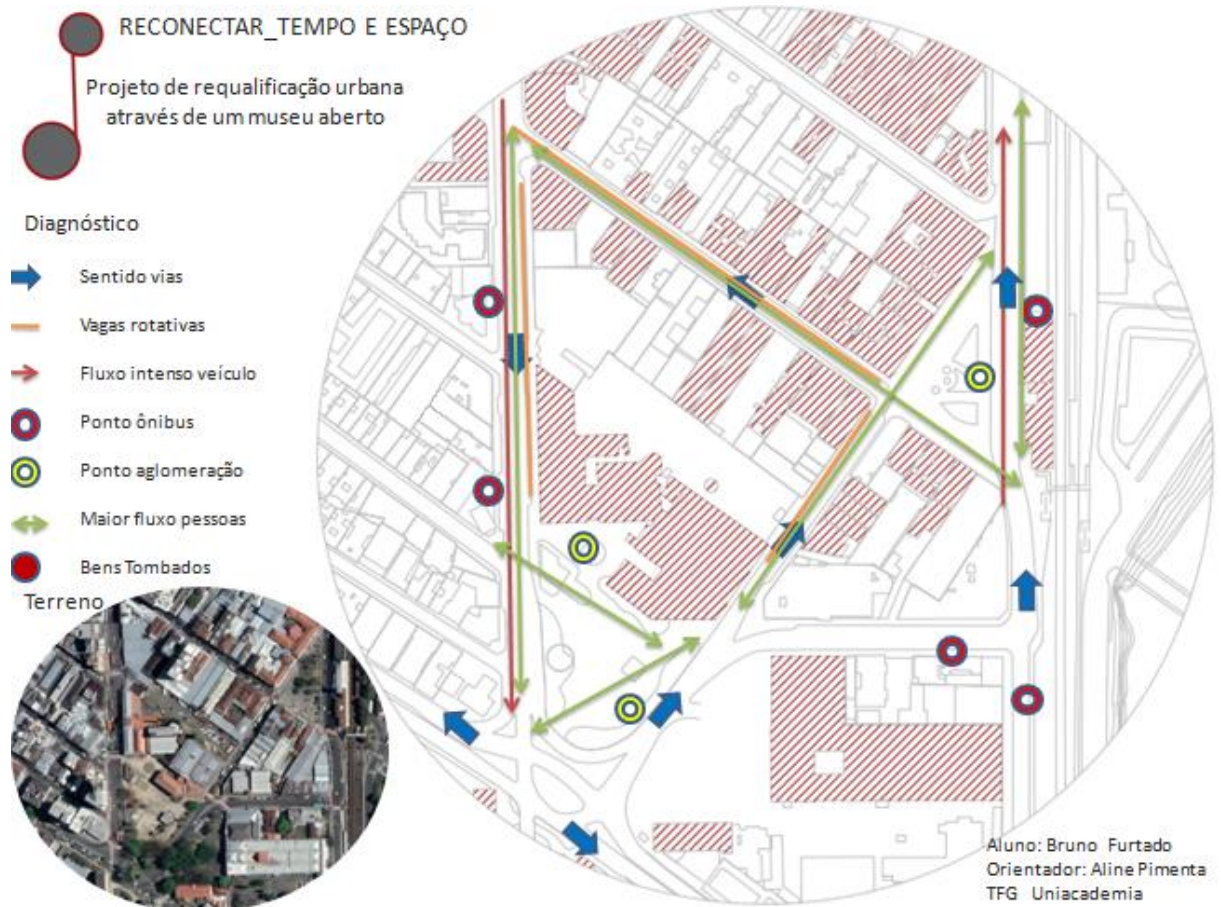 RECONECTAR_TEMPO E ESPAÇO
Projeto de requalificação urbana
através de um museu aberto
Diagnóstico
Sentido vias
Vagas rotativas
Fluxo intenso veículo
Ponto ônibus
Ponto aglomeração
Maior fluxo pessoas
Bens Tombados
Terreno
Aluno: Bruno Furtado
Orientador: Aline Pimenta
TFG Uniacademia